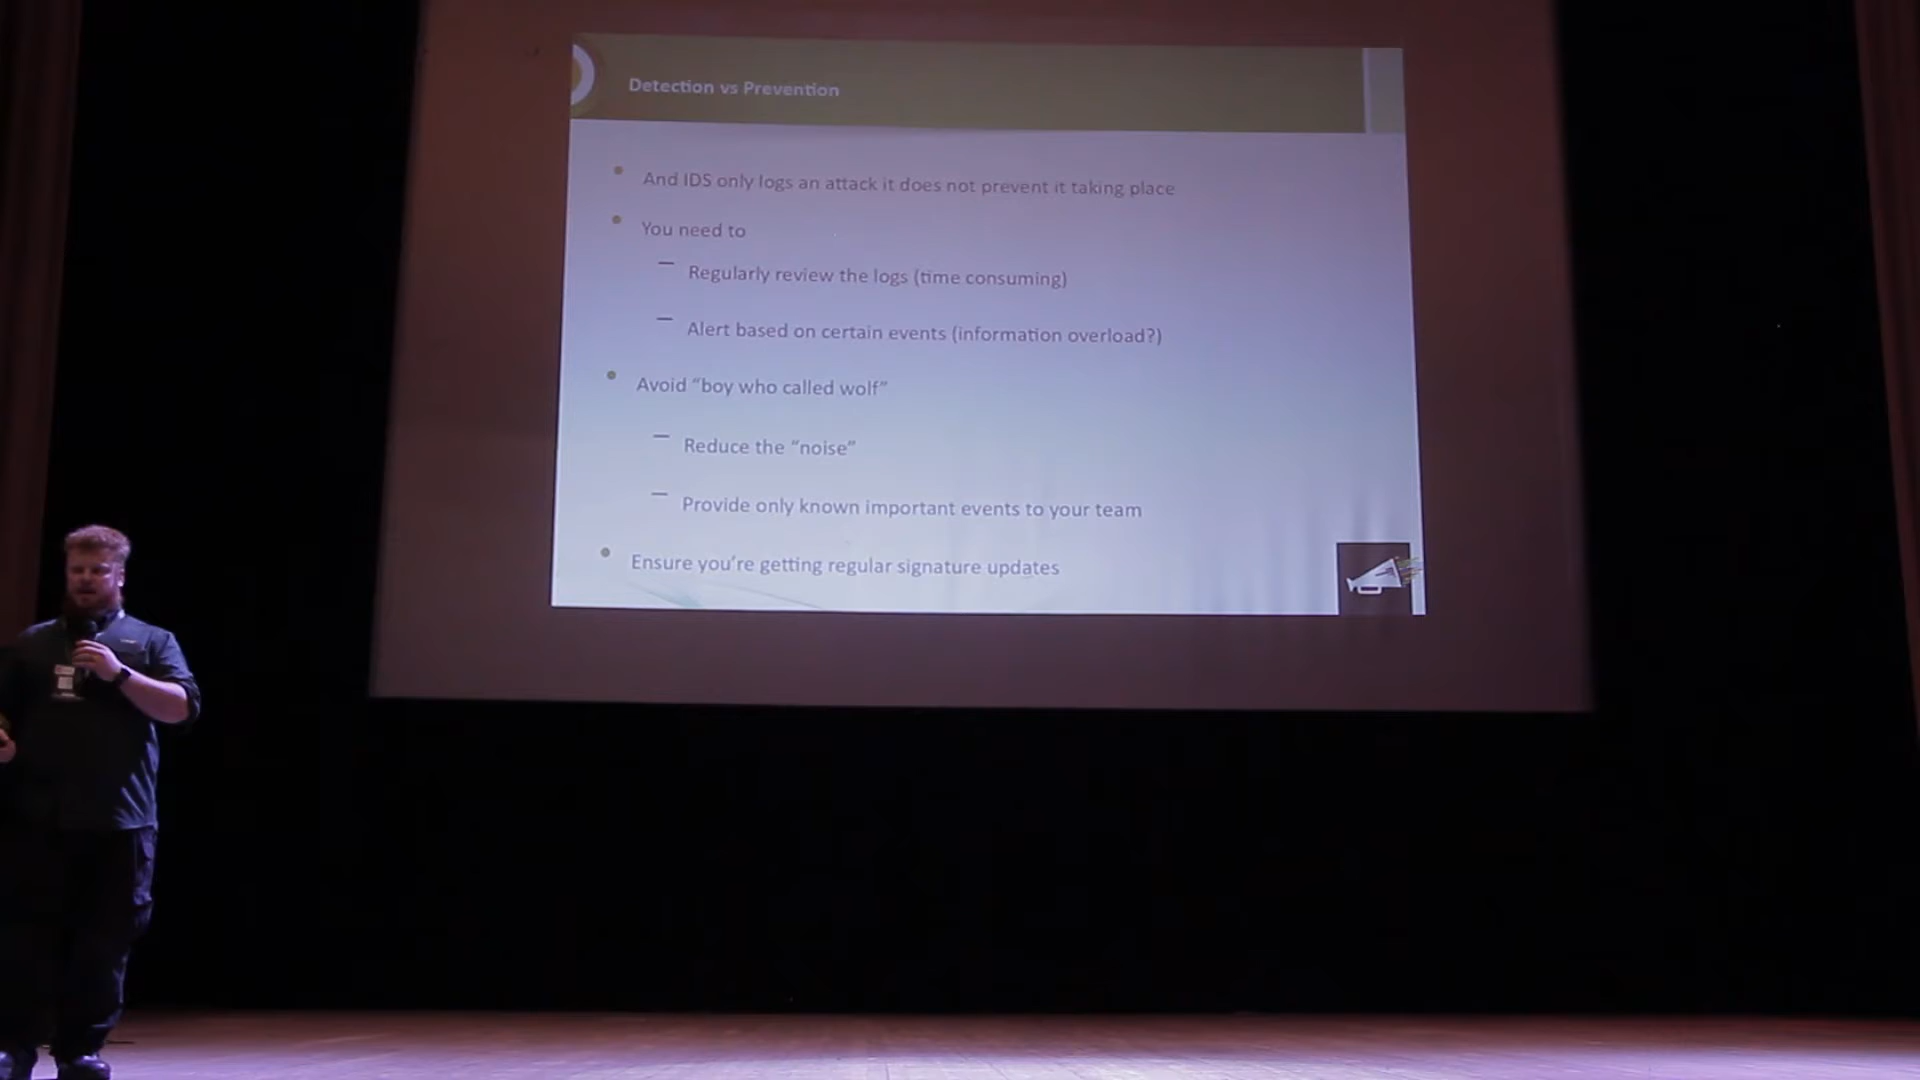 Detection vs Prevention
And IDS only logs an attack it does not prevent it taking place
You need to
Regularly review the logs (time consuming)
Alert based on certain events (information overload?)
Avoid “boy who called wolf”
Reduce the “noise”
Provide only known important events to your team
Ensure you’re getting regular signature updates